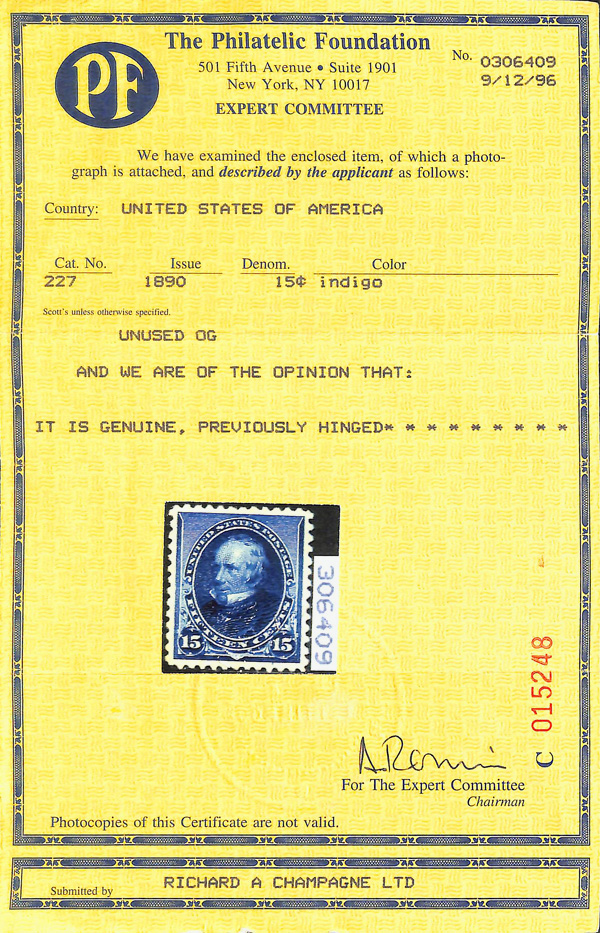 PF
The Philatelic Foundation
501 Fifth Avenue • Suite 1901
New York, NY 10017
EXPERT COMMITTEE
No. 0306409
9/12/96
We have examined the enclosed item, of which a photo-
graph is attached, and described by the applicant as follows:
Country: UNITED STATES OF AMERICA
Cat. No. Issue Denom. Color
227 1890 15¢ indigo
Scott's unless otherwise specified.
UNUSED OG
AND WE ARE OF THE OPINION THAT:
IT IS GENUINE, PREVIOUSLY HINGED* * * * * * * * * *
UNITED STATES POSTAGE
FIFTEEN CENTS
15 15
306409
C 015248
For The Expert Committee
Chairman
Photocopies of this Certificate are not valid.
Submitted by RICHARD A CHAMPAGNE LTD